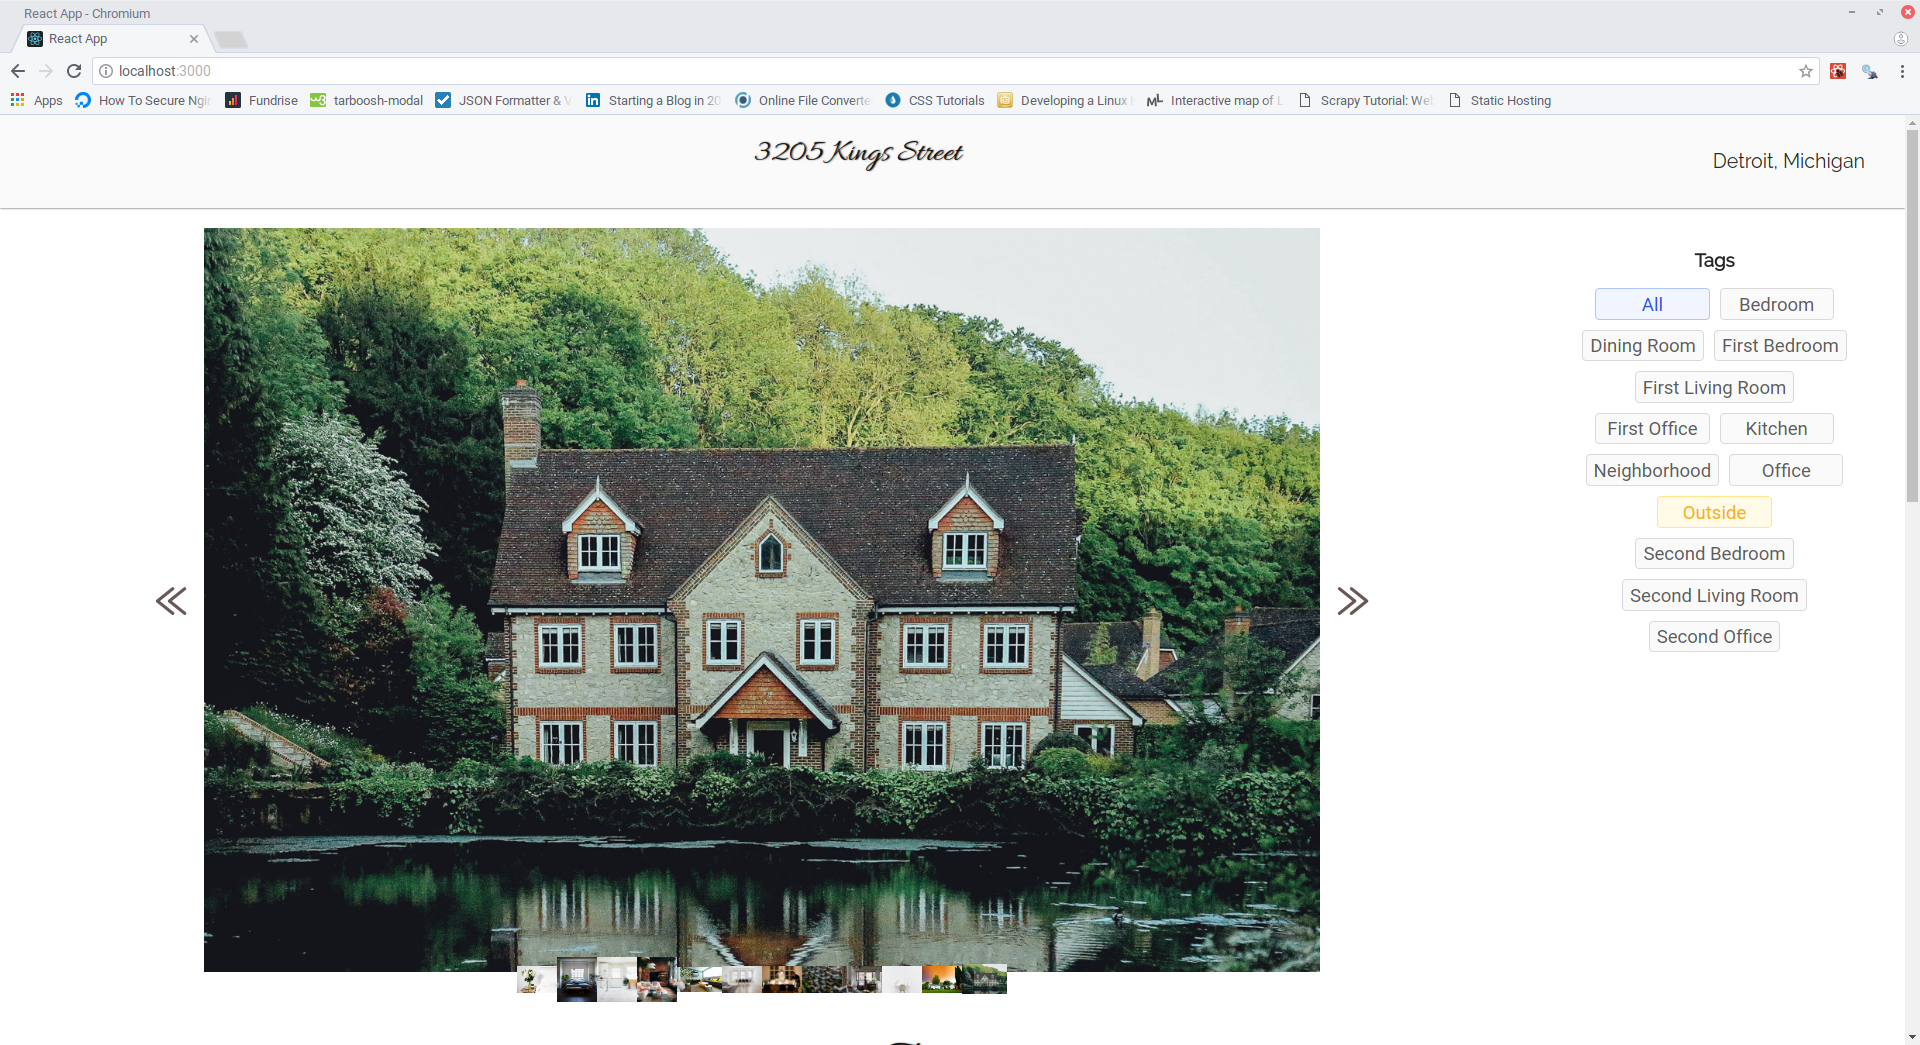 React App - Chromium
React App
localhost:3000
Apps How To Secure Ngi Fundrise tarboosh-modal JSON Formatter & V Starting a Blog in 20 Online File Converte CSS Tutorials Developing a Linux Interactive map of L Scrapy Tutorial: We Static Hosting
3205 Kings Street
Detroit, Michigan
Tags
All Bedroom
Dining Room First Bedroom
First Living Room
First Office Kitchen
Neighborhood Office
Outside
Second Bedroom
Second Living Room
Second Office